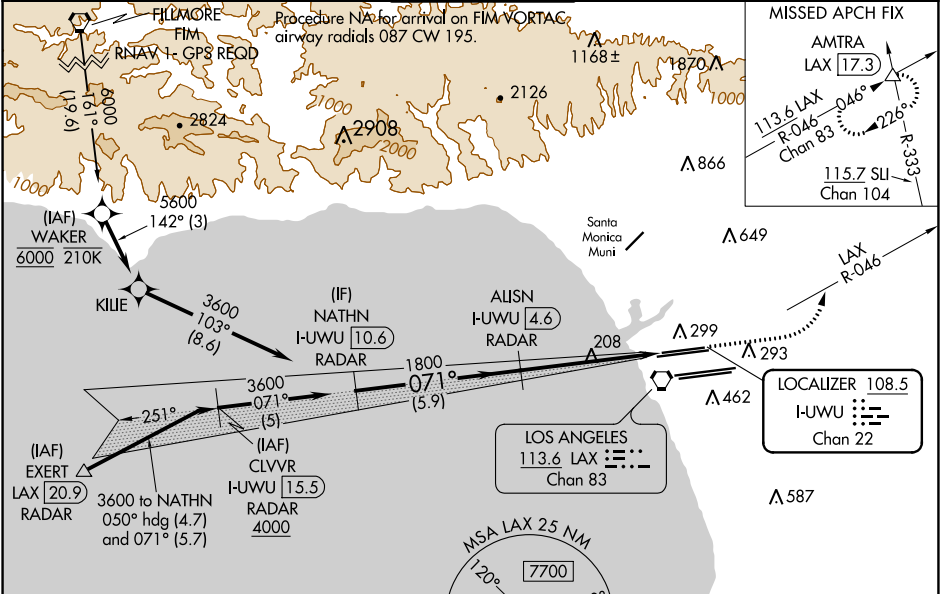 FILLMORE
FIM
RNAV 1- GPS REQD
Procedure NA for arrival on FIM VORTAC
airway radials 087 CW 195.
6000
161°
(19.6)
1168±
1870
1000
1000
2126
2824
2908
2000
1000
866
649
MISSED APCH FIX
AMTRA
LAX 17.3
113.6 LAX
R-046
046°
Chan 83
226°
R-333
115.7 SLI
Chan 104
(IAF)
WAKER
6000 210K
5600
142° (3)
KILIE
3600
103°
(8.6)
Santa
Monica
Muni
LAX
R-046
(IF)
NATHN
I-UWU 10.6
RADAR
ALISN
I-UWU 4.6
RADAR
208
299
293
462
587
1800
071°
(5.9)
3600
071°
(5)
251°
(IAF)
EXERT
LAX 20.9
RADAR
3600 to NATHN
050° hdg (4.7)
and 071° (5.7)
(IAF)
CLVVR
I-UWU 15.5
RADAR
4000
LOS ANGELES
113.6 LAX
Chan 83
LOCALIZER 108.5
I-UWU
Chan 22
MSA LAX 25 NM
120°
7700